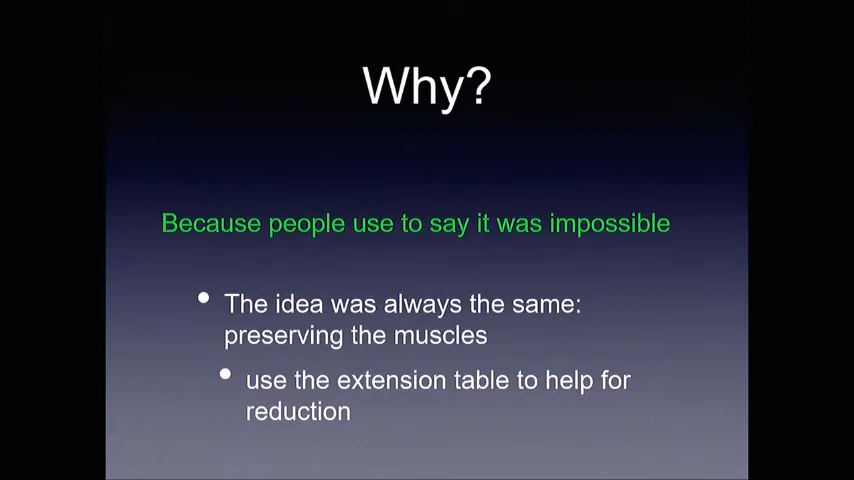 Why?
Because people use to say it was impossible
• The idea was always the same:
preserving the muscles
• use the extension table to help for
reduction